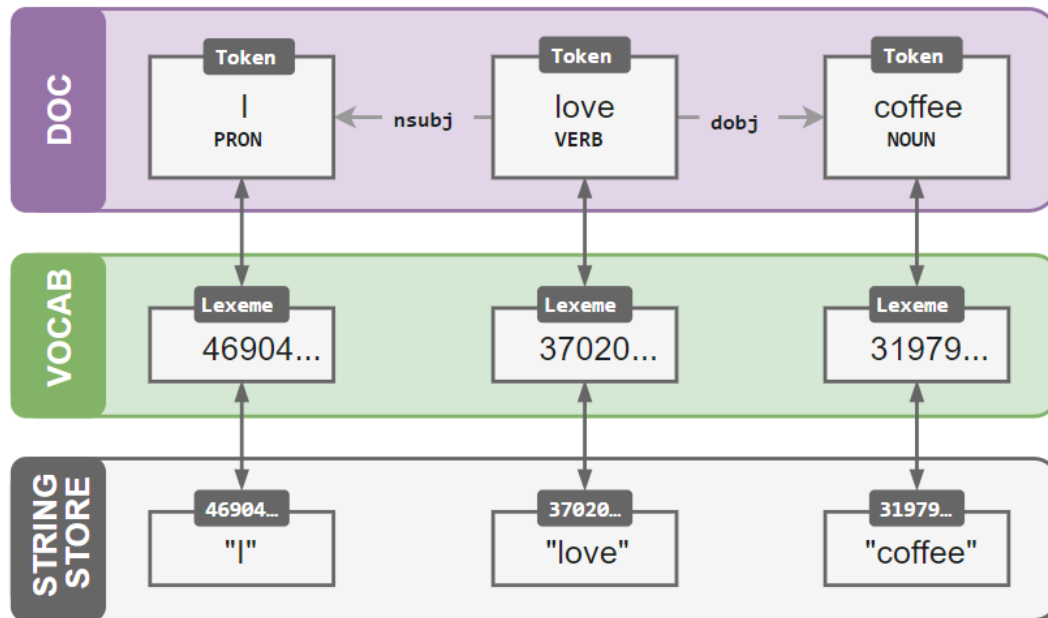 DOC
Token
Token
Token
I
love
coffee
nsubj
dobj
PRON
VERB
NOUN
VOCAB
Lexeme
Lexeme
Lexeme
46904...
37020...
31979...
STRING
STORE
46904…
37020…
31979…
"I"
"love"
"coffee"